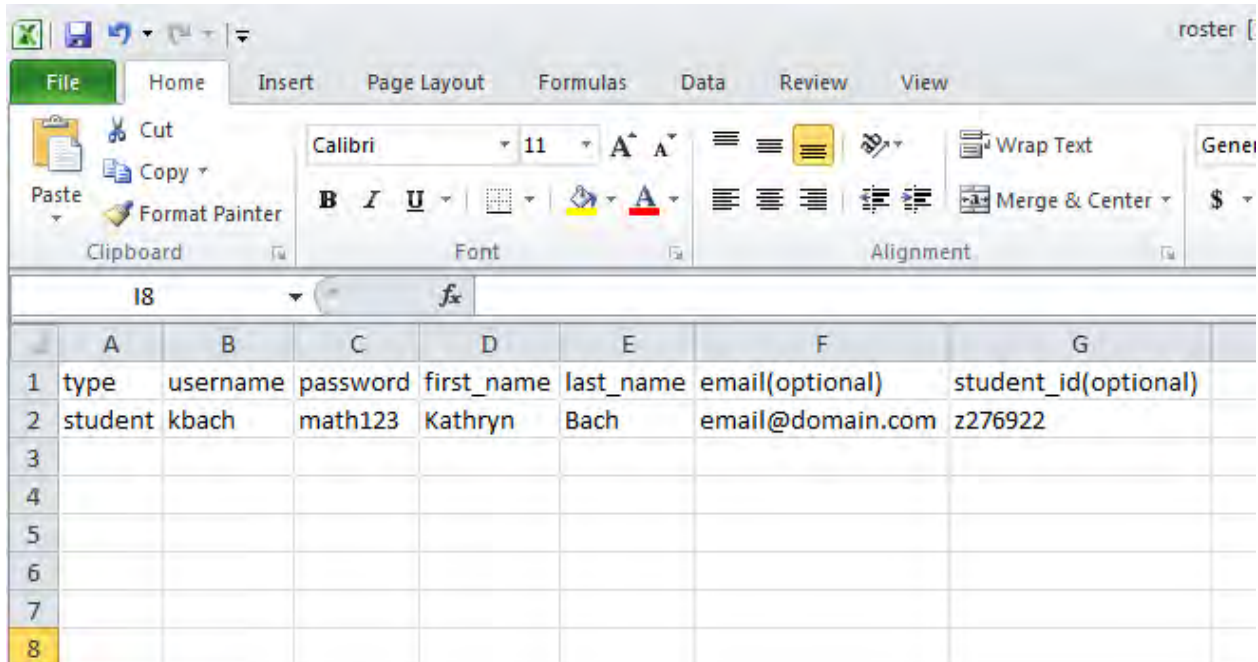 roster [
File Home Insert Page Layout Formulas Data Review View
Cut
Calibri 11 A A Wrap Text Gener
Copy
Paste
B I U A Merge & Center $
Format Painter
Clipboard Font Alignment
I8 fx
A B C D E F G
1 type username password first_name last_name email(optional) student_id(optional)
2 student kbach math123 Kathryn Bach email@domain.com z276922
3
4
5
6
7
8